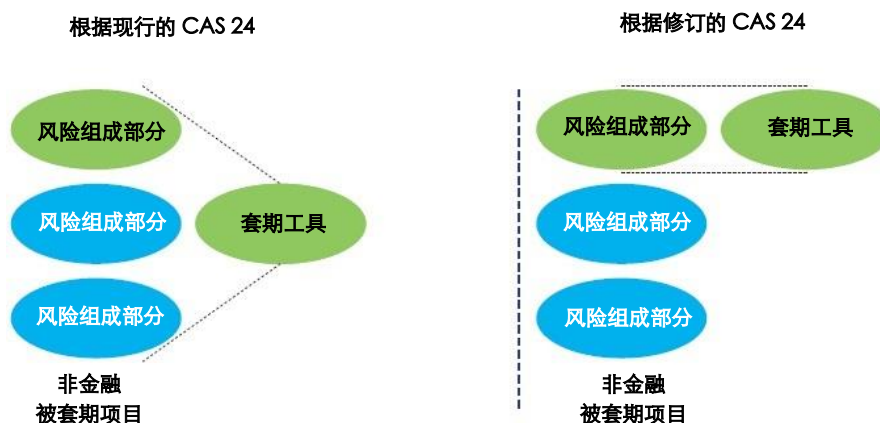 根据现行的 CAS 24
风险组成部分
风险组成部分
套期工具
风险组成部分
非金融
被套期项目
根据修订的 CAS 24
风险组成部分
套期工具
风险组成部分
风险组成部分
非金融
被套期项目